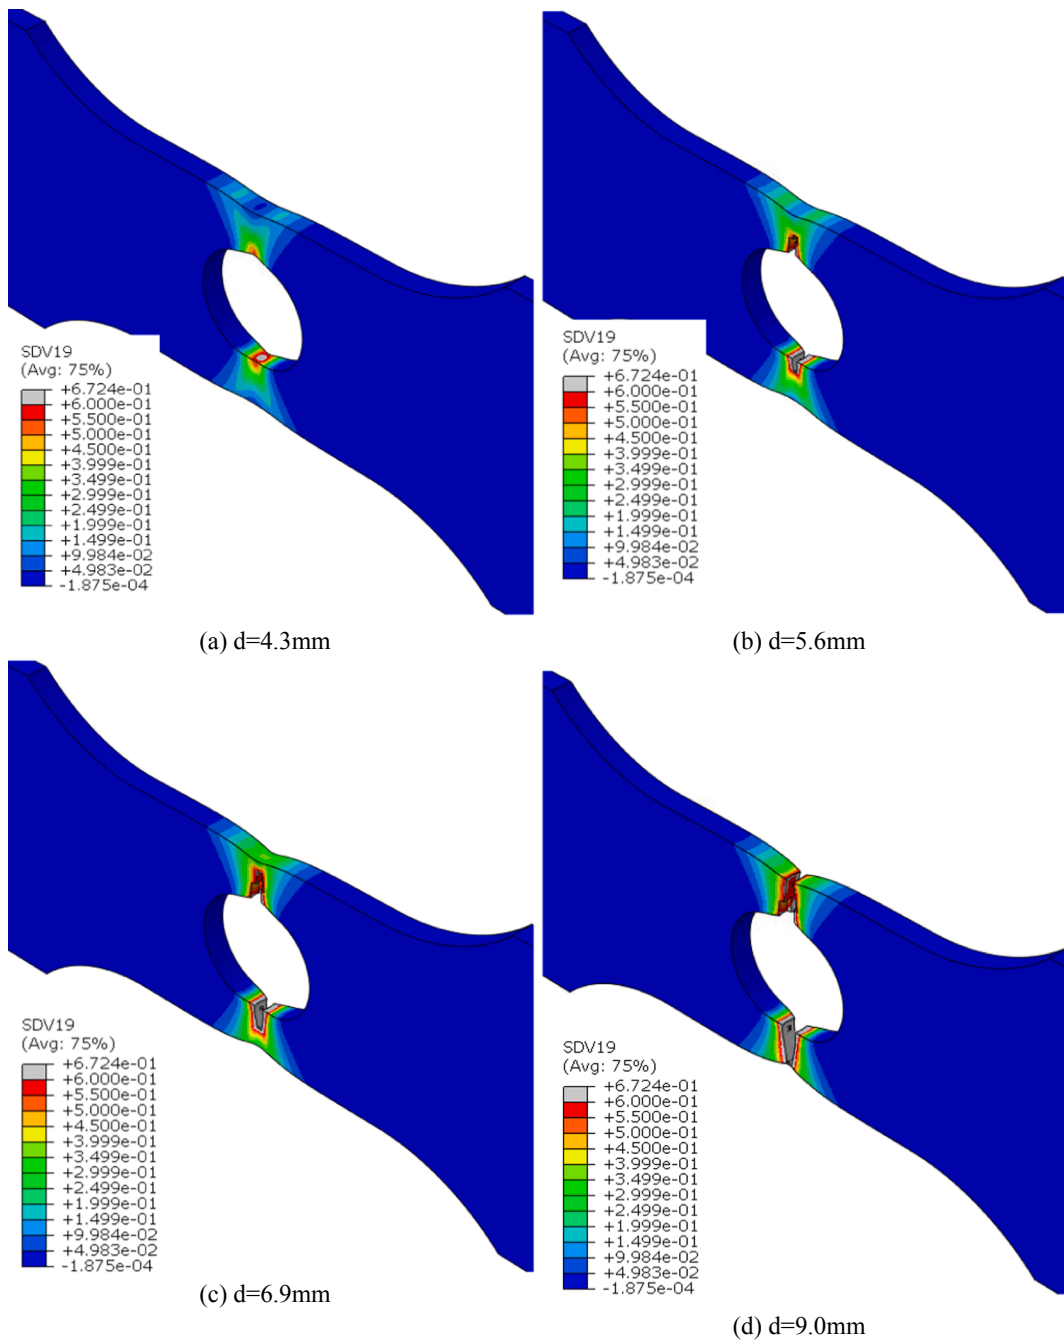 SDV19
(Avg: 75%)
+6.724e-01
+6.000e-01
+5.500e-01
+5.000e-01
+4.500e-01
+3.999e-01
+3.499e-01
+2.999e-01
+2.499e-01
+1.999e-01
+1.499e-01
+9.984e-02
+4.983e-02
-1.875e-04
(a) d=4.3mm
SDV19
(Avg: 75%)
+6.724e-01
+6.000e-01
+5.500e-01
+5.000e-01
+4.500e-01
+3.999e-01
+3.499e-01
+2.999e-01
+2.499e-01
+1.999e-01
+1.499e-01
+9.984e-02
+4.983e-02
-1.875e-04
(b) d=5.6mm
SDV19
(Avg: 75%)
+6.724e-01
+6.000e-01
+5.500e-01
+5.000e-01
+4.500e-01
+3.999e-01
+3.499e-01
+2.999e-01
+2.499e-01
+1.999e-01
+1.499e-01
+9.984e-02
+4.983e-02
-1.875e-04
(c) d=6.9mm
SDV19
(Avg: 75%)
+6.724e-01
+6.000e-01
+5.500e-01
+5.000e-01
+4.500e-01
+3.999e-01
+3.499e-01
+2.999e-01
+2.499e-01
+1.999e-01
+1.499e-01
+9.984e-02
+4.983e-02
-1.875e-04
(d) d=9.0mm